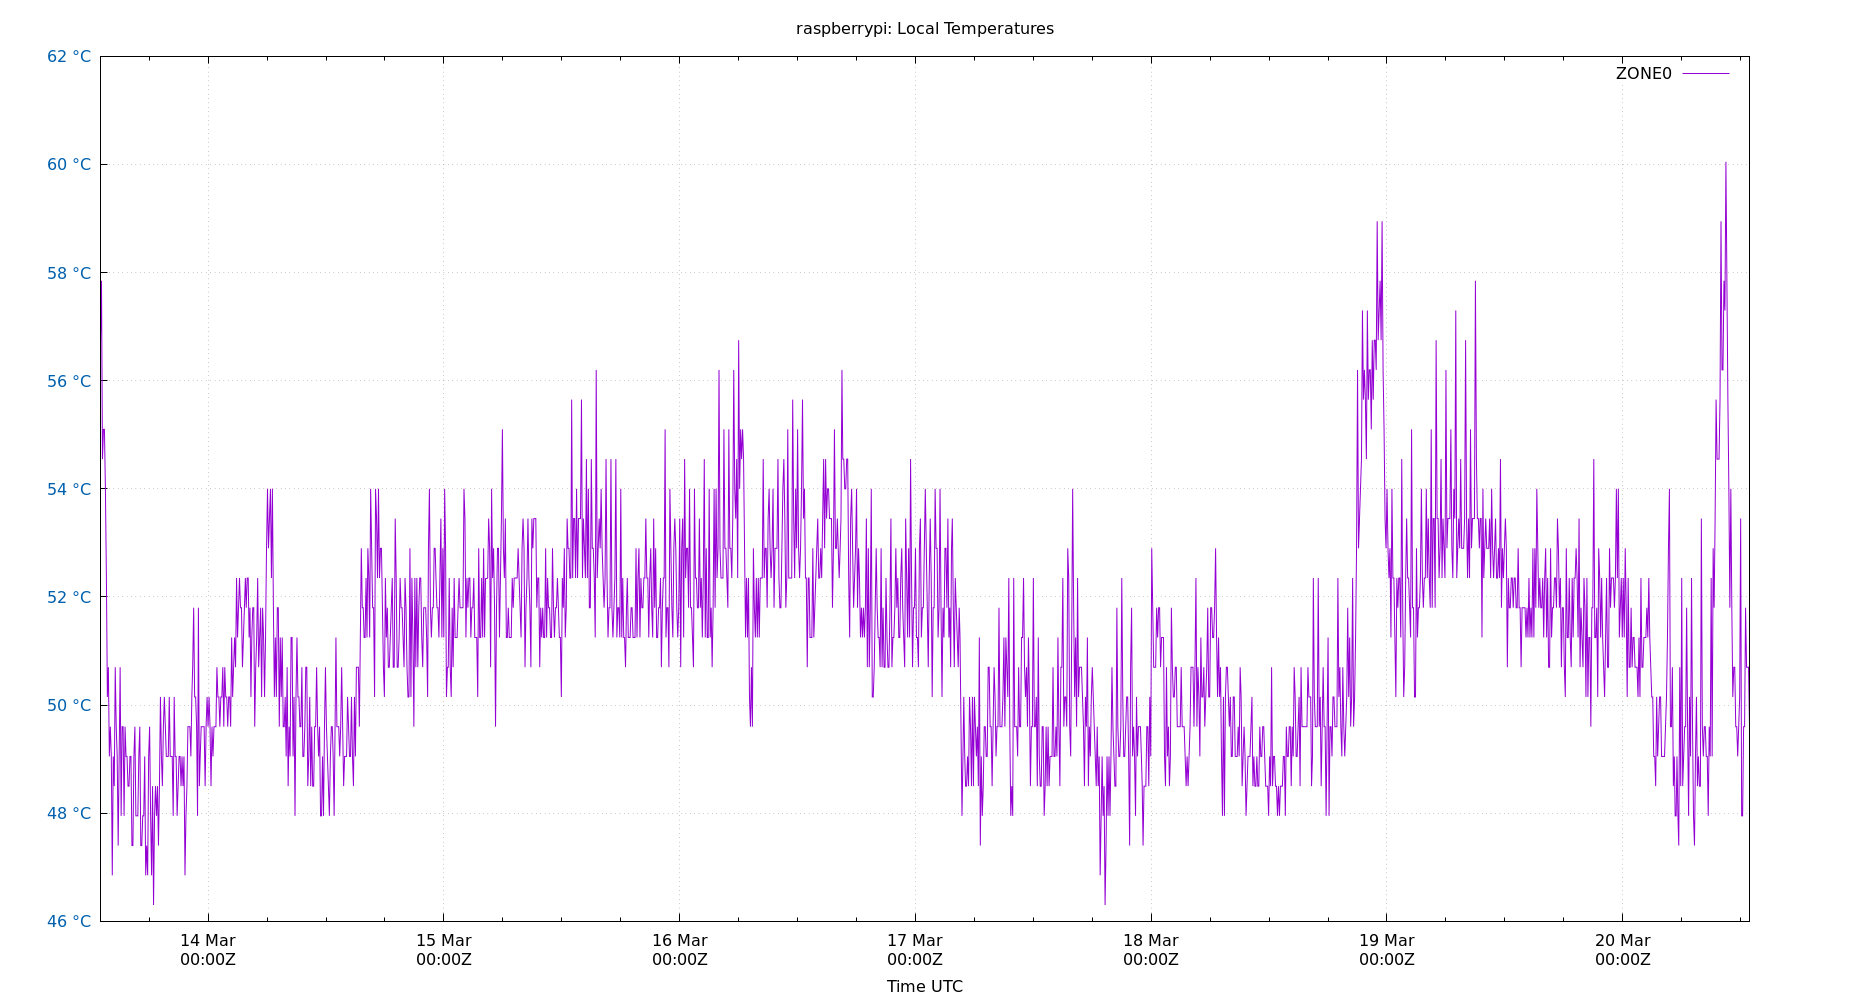 raspberrypi: Local Temperatures
62 °C
ZONE0
60 °C
58 °C
56 °C
54 °C
52 °C
50 °C
48 °C
46 °C
14 Mar 15 Mar 16 Mar 17 Mar 18 Mar 19 Mar 20 Mar
00:00Z 00:00Z 00:00Z 00:00Z 00:00Z 00:00Z 00:00Z
Time UTC